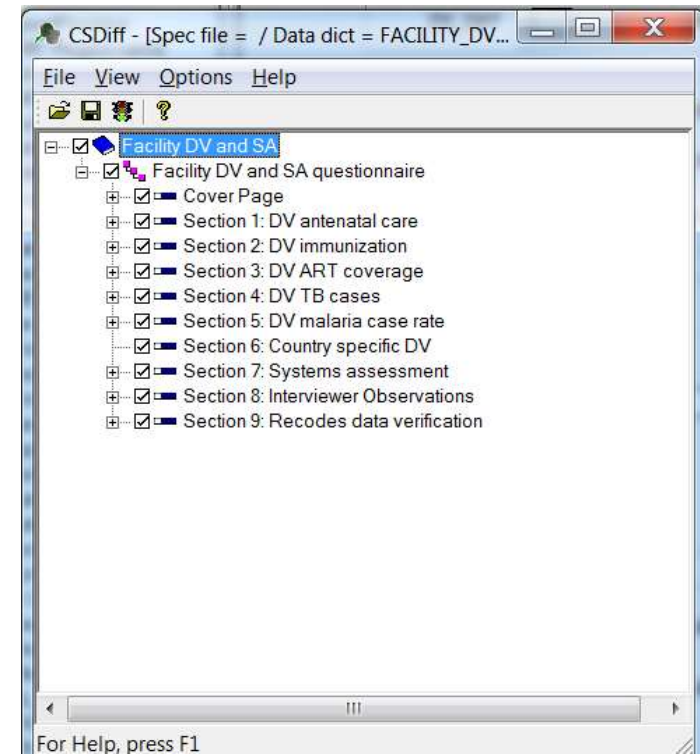 CSDiff - [Spec file = / Data dict = FACILITY_DV...
File View Options Help
Facility DV and SA
Facility DV and SA questionnaire
Cover Page
Section 1: DV antenatal care
Section 2: DV immunization
Section 3: DV ART coverage
Section 4: DV TB cases
Section 5: DV malaria case rate
Section 6: Country specific DV
Section 7: Systems assessment
Section 8: Interviewer Observations
Section 9: Recodes data verification
For Help, press F1